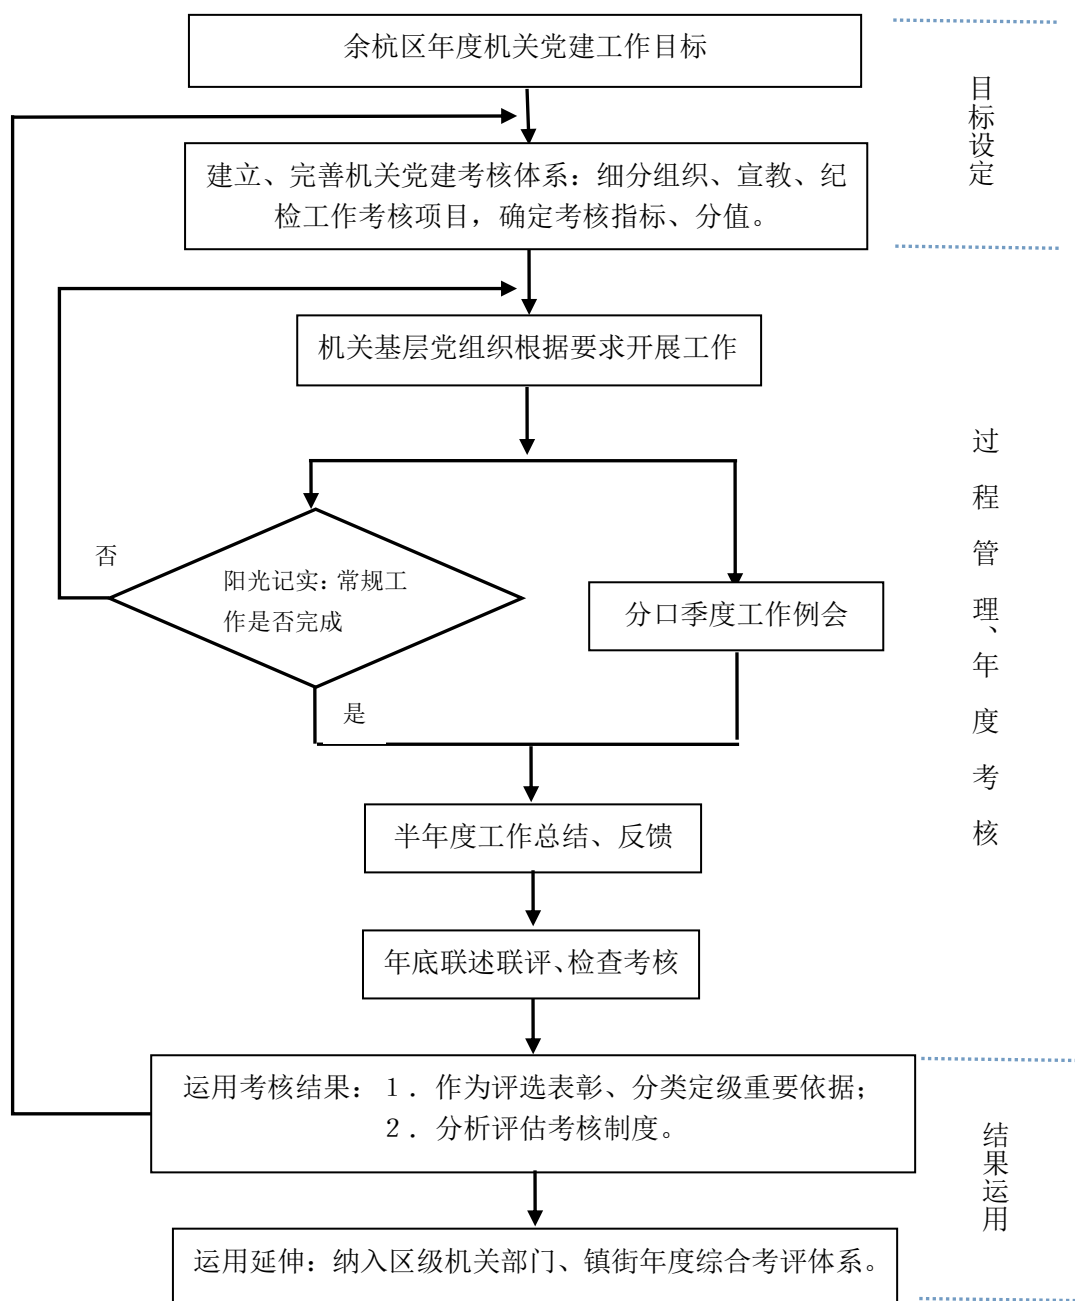 余杭区年度机关党建工作目标
目标设定
建立、完善机关党建考核体系：细分组织、宣教、纪
检工作考核项目，确定考核指标、分值。
机关基层党组织根据要求开展工作
过程管理、年度考核
否
阳光记实：常规工
作是否完成
分口季度工作例会
是
半年度工作总结、反馈
年底联述联评、检查考核
运用考核结果：１．作为评选表彰、分类定级重要依据；
２．分析评估考核制度。
结果运用
运用延伸：纳入区级机关部门、镇街年度综合考评体系。